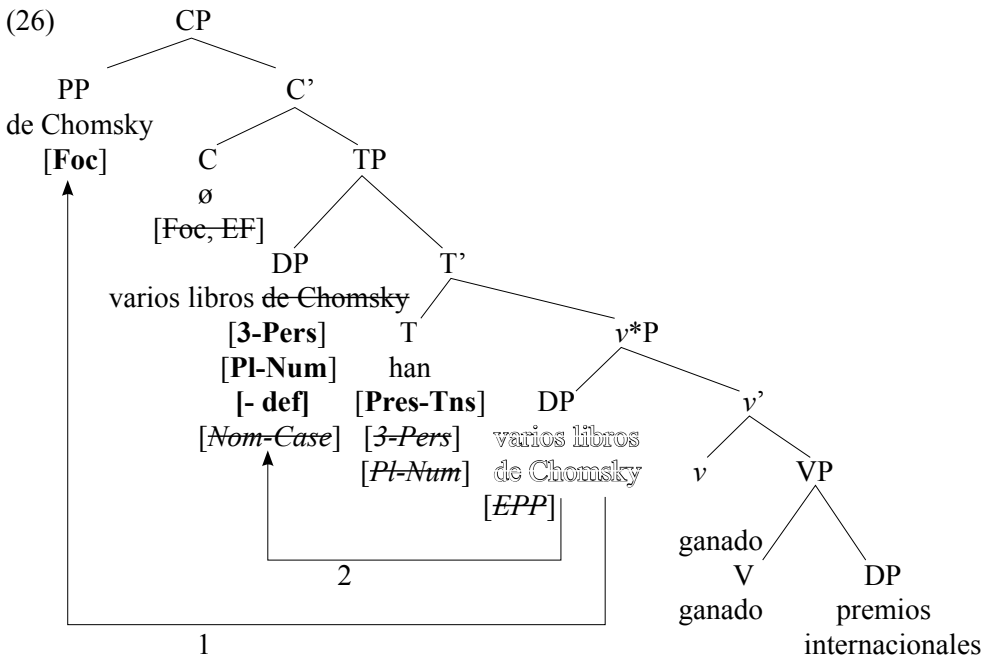 (26) CP
PP C’
de Chomsky
[Foc] C TP
ø
[Foc, EF]
DP T’
varios libros de Chomsky
[3-Pers] T v*P
[Pl-Num] han
[- def] [Pres-Tns] DP v’
[Nom-Case] [3-Pers] varios libros
[Pl-Num] de Chomsky v VP
[EPP]
ganado
2 V DP
ganado premios
1 internacionales